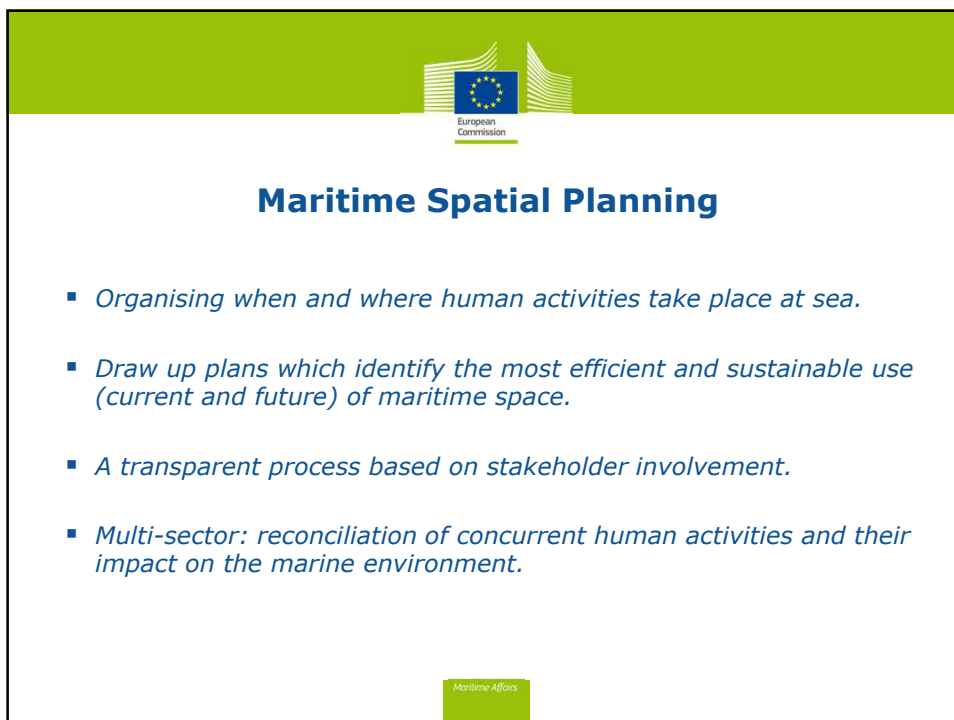 European
Commission
Maritime Spatial Planning
▪ Organising when and where human activities take place at sea.
▪ Draw up plans which identify the most efficient and sustainable use
(current and future) of maritime space.
▪ A transparent process based on stakeholder involvement.
▪ Multi-sector: reconciliation of concurrent human activities and their
impact on the marine environment.
Maritime Affairs